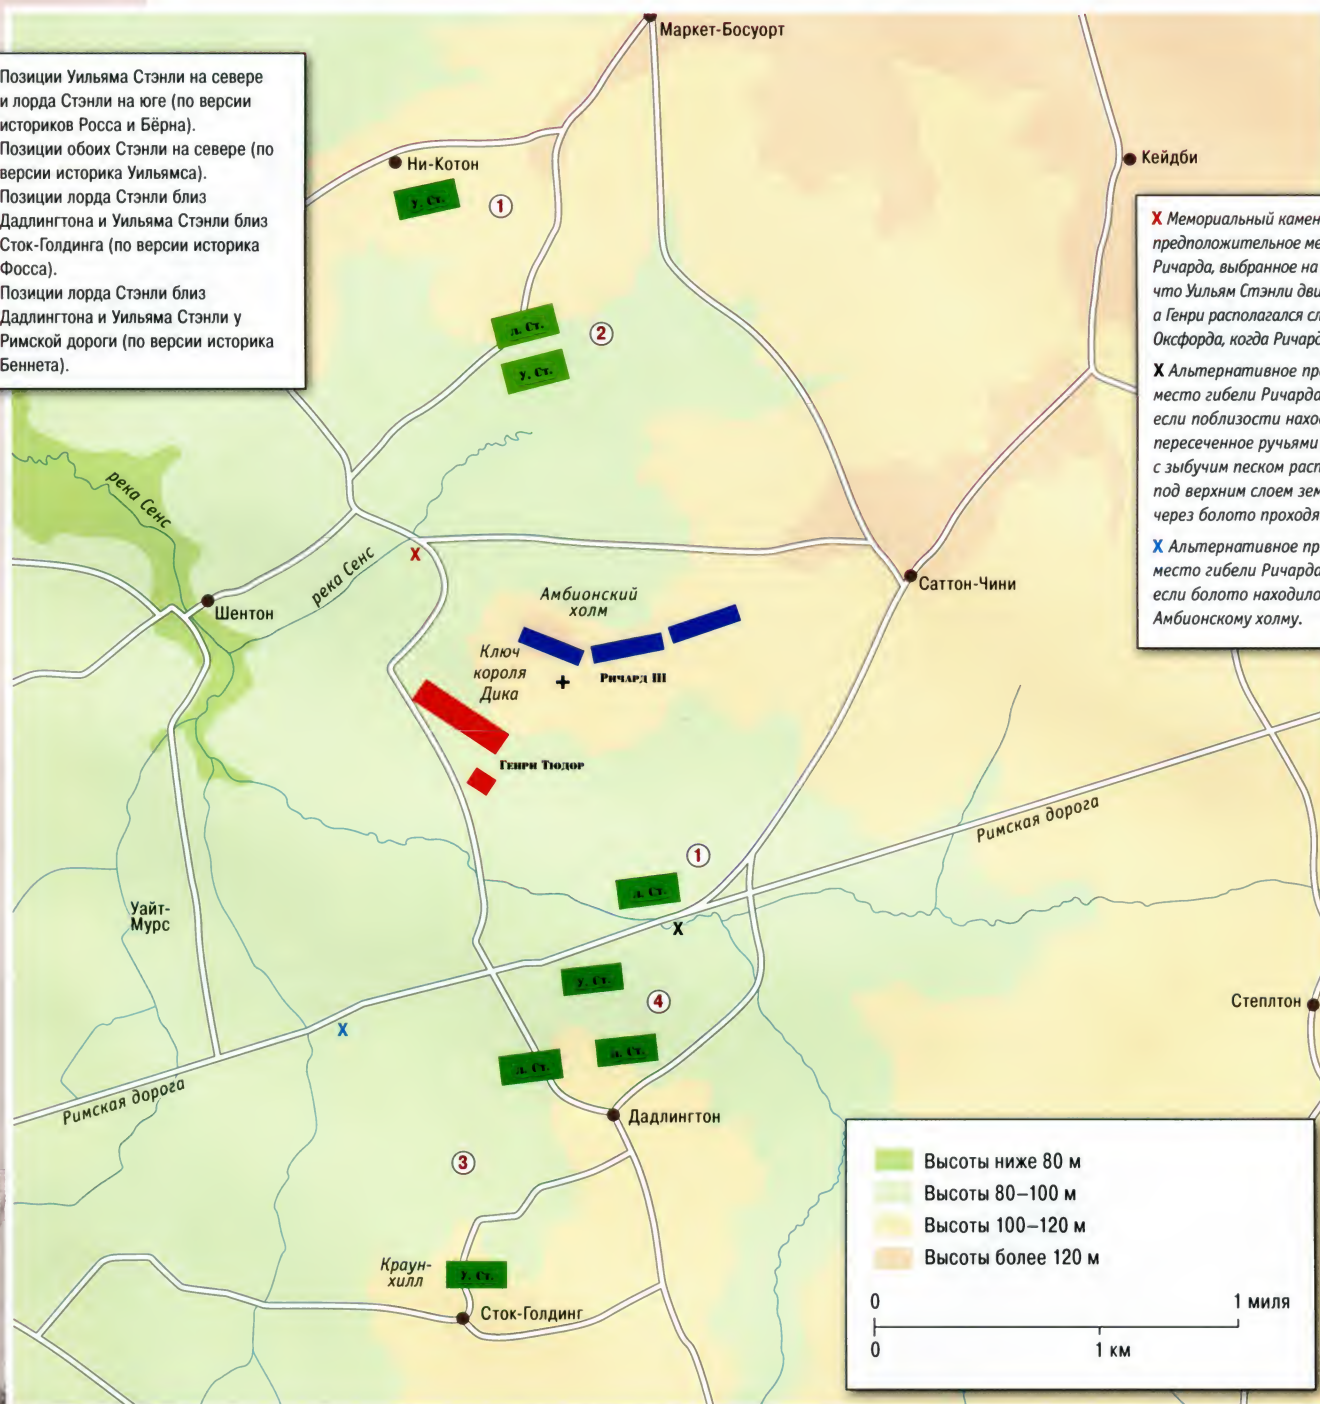 Маркет-Босуорт
Позиции Уильяма Стэнли на севере
и лорда Стэнли на юге (по версии
историков Росса и Бёрна).
Позиции обоих Стэнли на севере (по
версии историка Уильямса).
Позиции лорда Стэнли близ
Дадлингтона и Уильяма Стэнли близ
Сток-Голдинга (по версии историка
Фосса).
Позиции лорда Стэнли близ
Дадлингтона и Уильяма Стэнли у
Римской дороги (по версии историка
Беннета).
Ни-Котон
Кейдби
У. Ст.
1
X Мемориальный камен
предположительное ме
Ричарда, выбранное на
что Уильям Стэнли дви
а Генри располагался сл
Оксфорда, когда Ричард
X Альтернативное пр
место гибели Ричарда
если поблизости нахо
пересеченное ручьями
с зыбучим песком расп
под верхним слоем зем
через болото проходя
X Альтернативное пр
место гибели Ричарда
если болото находило
Амбионскому холму.
л. Ст.
2
У. Ст.
река Сенс
река Сенс
X
Саттон-Чини
Шентон
Амбионский
холм
Ключ
короля
Дика
+
Ричард III
Генри Тюдор
Римская дорога
1
л. Ст.
X
Уайт-
Мурс
У. Ст.
4
Степлтон
X
л. Ст.
л. Ст.
Римская дорога
Дадлингтон
3
Краун-
хилл
У. Ст.
Сток-Голдинг
Высоты ниже 80 м
Высоты 80–100 м
Высоты 100–120 м
Высоты более 120 м
0 1 миля
0 1 км